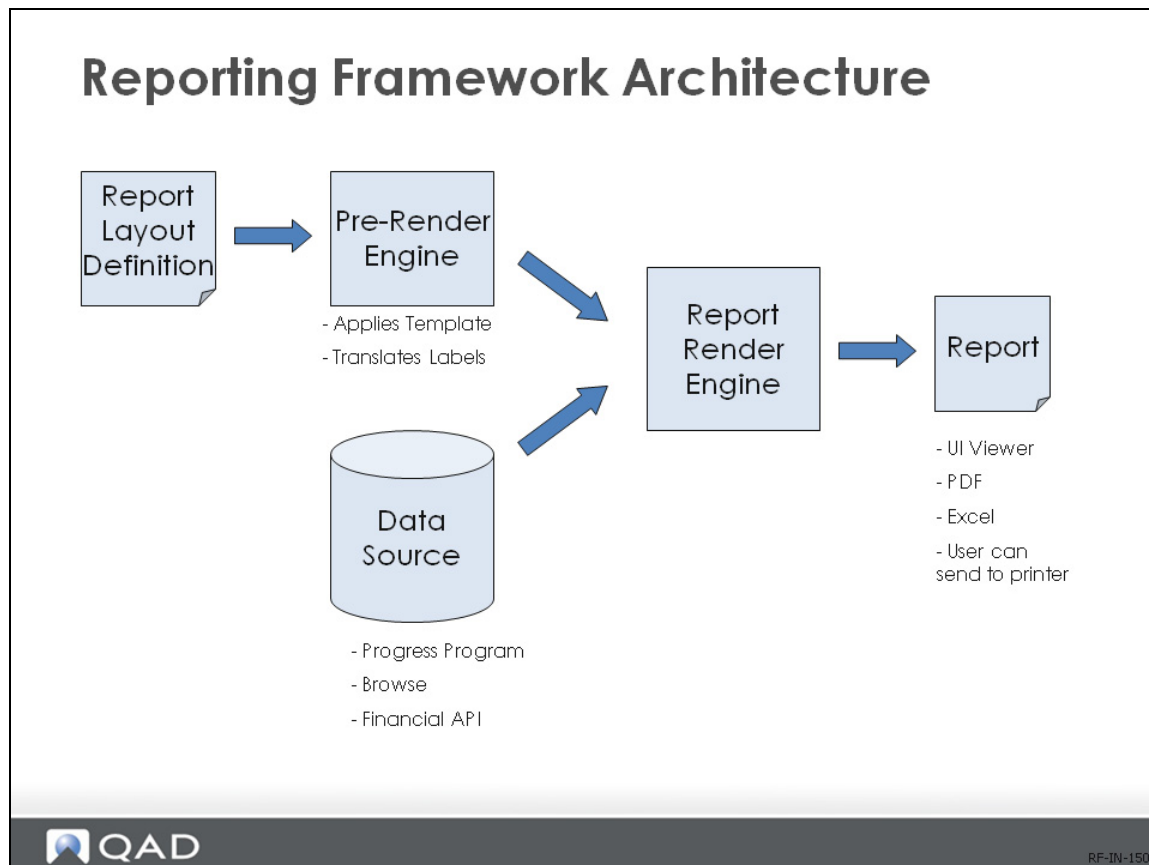 Reporting Framework Architecture
Report
Layout
Definition
Pre-Render
Engine
- Applies Template
- Translates Labels
Data
Source
- Progress Program
- Browse
- Financial API
Report
Render
Engine
Report
- UI Viewer
- PDF
- Excel
- User can
send to printer
QAD
RF-IN-150